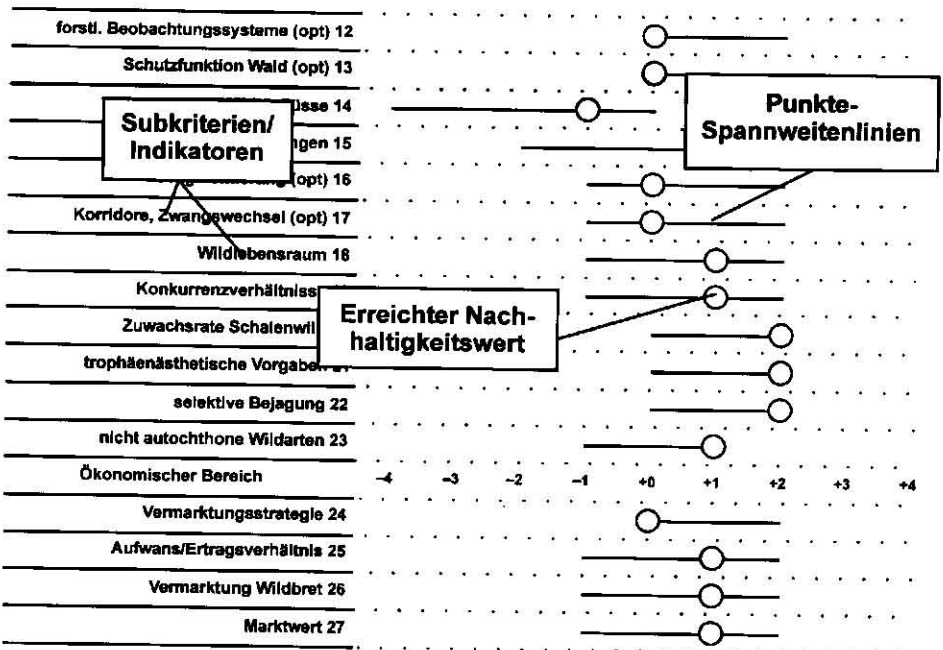 forstl. Beobachtungssysteme (opt) 12
Schutzfunktion Wald (opt) 13
14
15
(opt) 16
Korridore, Zwangswechsel (opt) 17
Wildlebensraum 18
Konkurrenzverhältniss
Zuwachsrate Schalenwil
trophäenästhetische Vorgaben
selektive Bejagung 22
nicht autochthone Wildarten 23
Ökonomischer Bereich
–4 –3 –2 –1 +0 +1 +2 +3 +4
Vermarktungsstrategie 24
Aufwans/Ertragsverhältnis 25
Vermarktung Wildbret 26
Marktwert 27
Subkriterien/
Indikatoren
Punkte-
Spannweitenlinien
Erreichter Nach-
haltigkeitswert